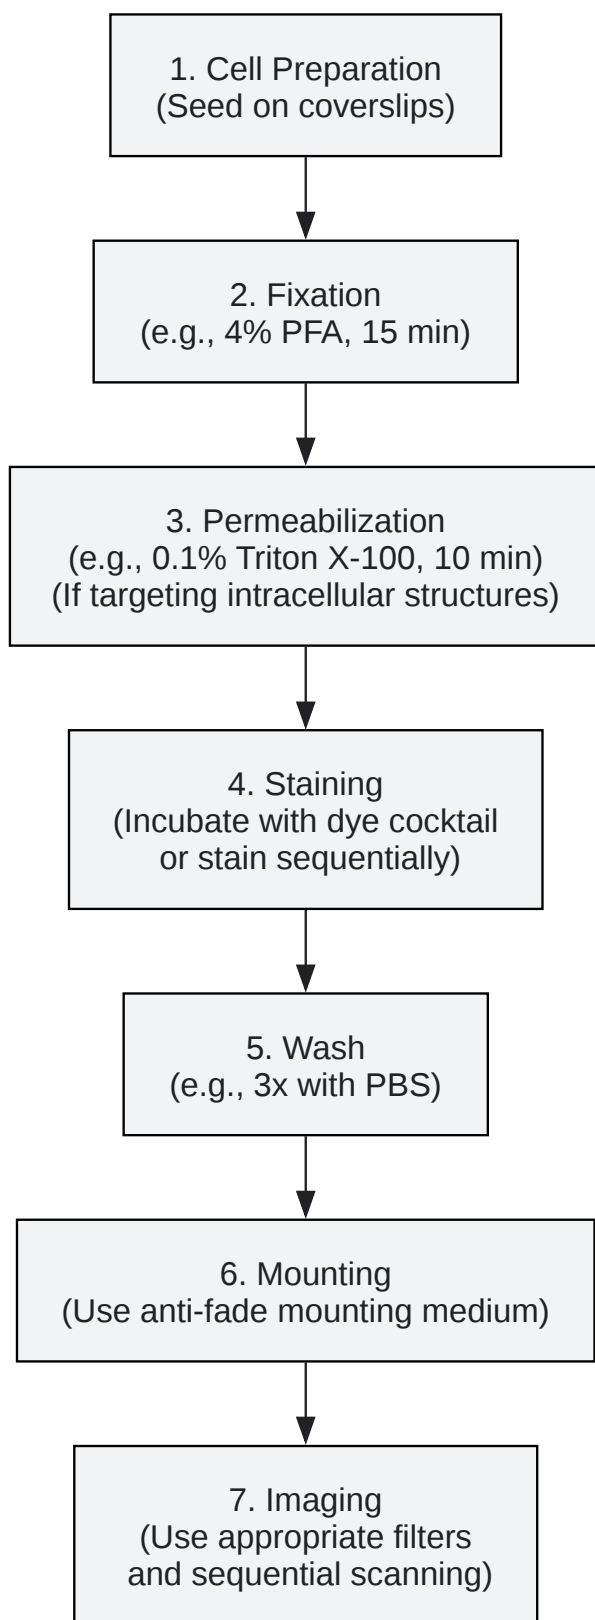 1. Cell Preparation
(Seed on coverslips)
2. Fixation
(e.g., 4% PFA, 15 min)
3. Permeabilization
(e.g., 0.1% Triton X-100, 10 min)
(If targeting intracellular structures)
4. Staining
(Incubate with dye cocktail
or stain sequentially)
5. Wash
(e.g., 3x with PBS)
6. Mounting
(Use anti-fade mounting medium)
7. Imaging
(Use appropriate filters
and sequential scanning)